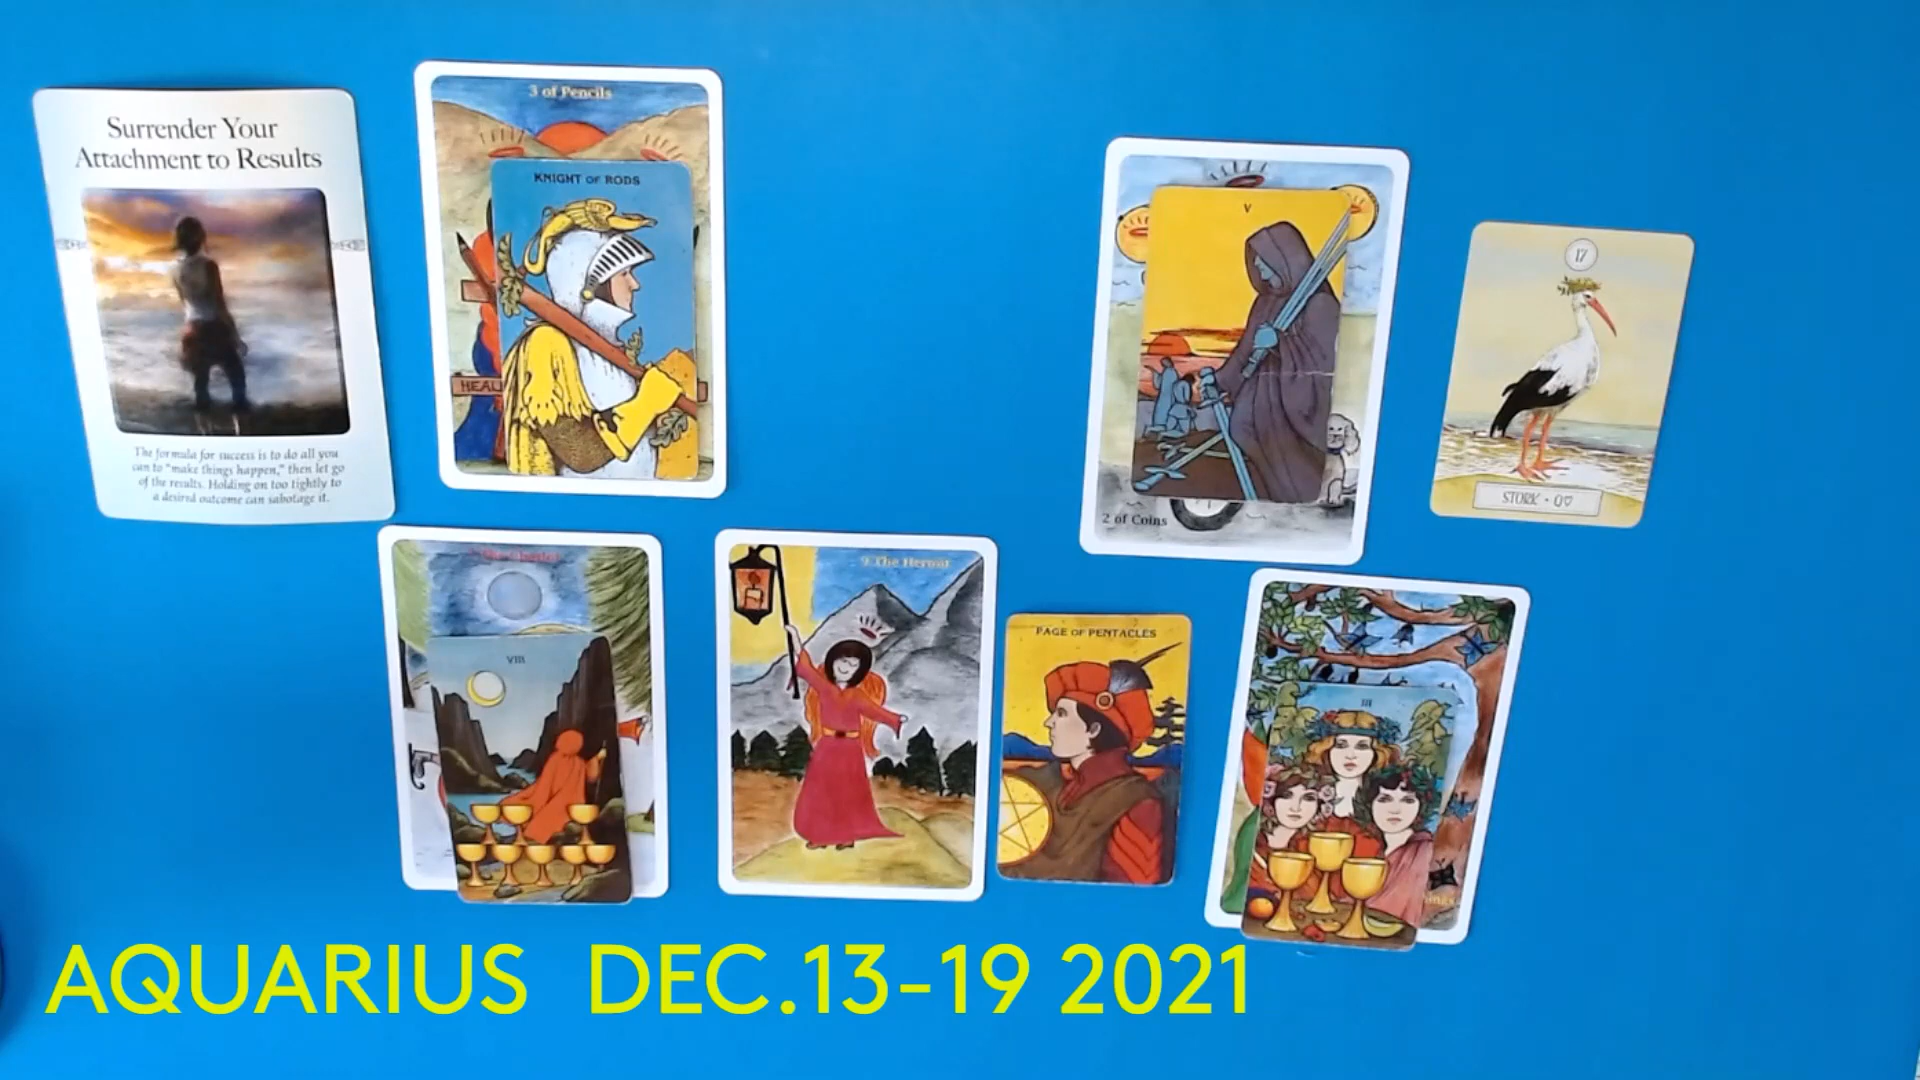 Surrender Your
Attachment to Results
The formula for success is to do all you
can to "make things happen," then let go
of the results. Holding on too tightly to
a desired outcome can sabotage it.
3 of Pencils
KNIGHT OF RODS
HEAL
V
2 of Coins
17
STORK • Q♡
VIII
9 The Hermit
PAGE OF PENTACLES
III
AQUARIUS DEC.13-19 2021